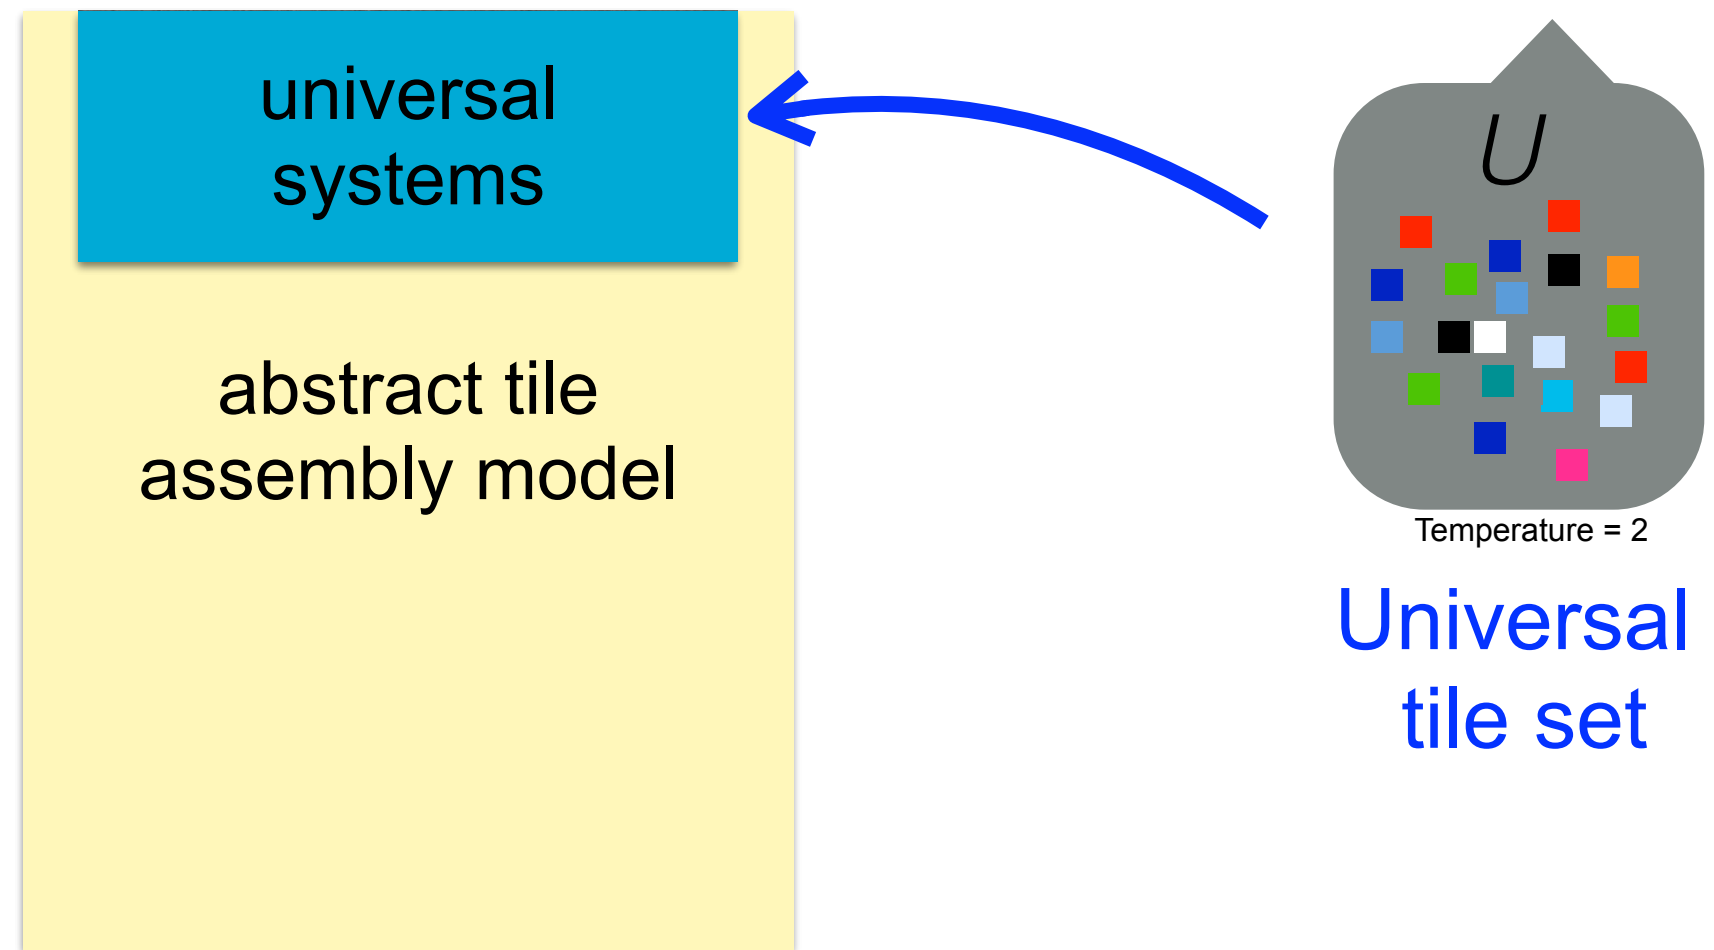 universal
systems
abstract tile
assembly model
U
Temperature = 2
Universal
tile set